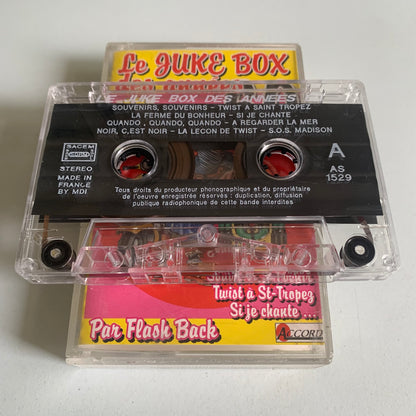 Le JUKE BOX
LE JUKE BOX DES ANNEES
SOUVENIRS, SOUVENIRS - TWIST A SAINT TROPEZ
LA FERME DU BONHEUR - SI JE CHANTE
QUANDO, QUANDO, QUANDO - A REGARDER LA MER
NOIR, C'EST NOIR - LA LECON DE TWIST - S.O.S. MADISON
SACEM
STEREO
MADE IN
FRANCE
BY MDI
A
AS
1529
Tous droits du producteur phonographique et du propriétaire
de l'oeuvre enregistrée réservés : duplication, diffusion
publique radiophonique de cette bande interdites
Twist à St-Tropez
Si je chante ...
Par Flash Back
ACCORD